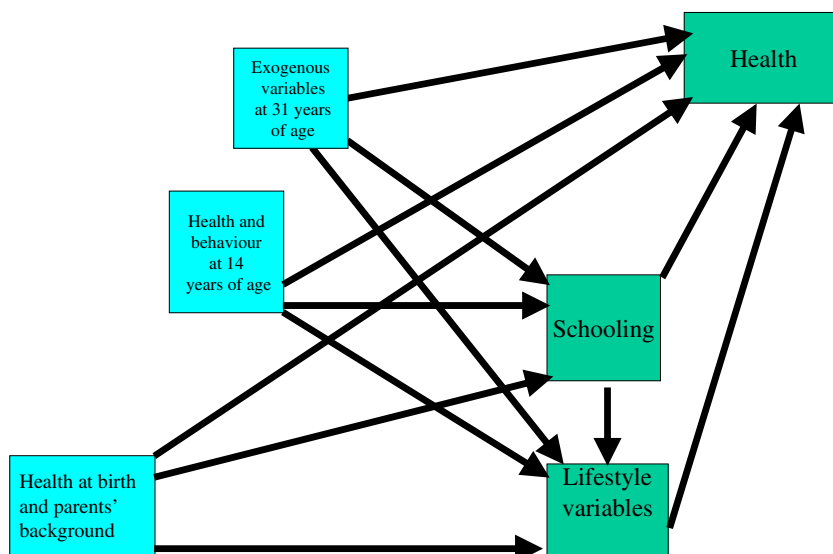 Health
Exogenous
variables
at 31 years
of age
Health and
behaviour
at 14
years of age
Schooling
Health at birth
and parents’
background
Lifestyle
variables